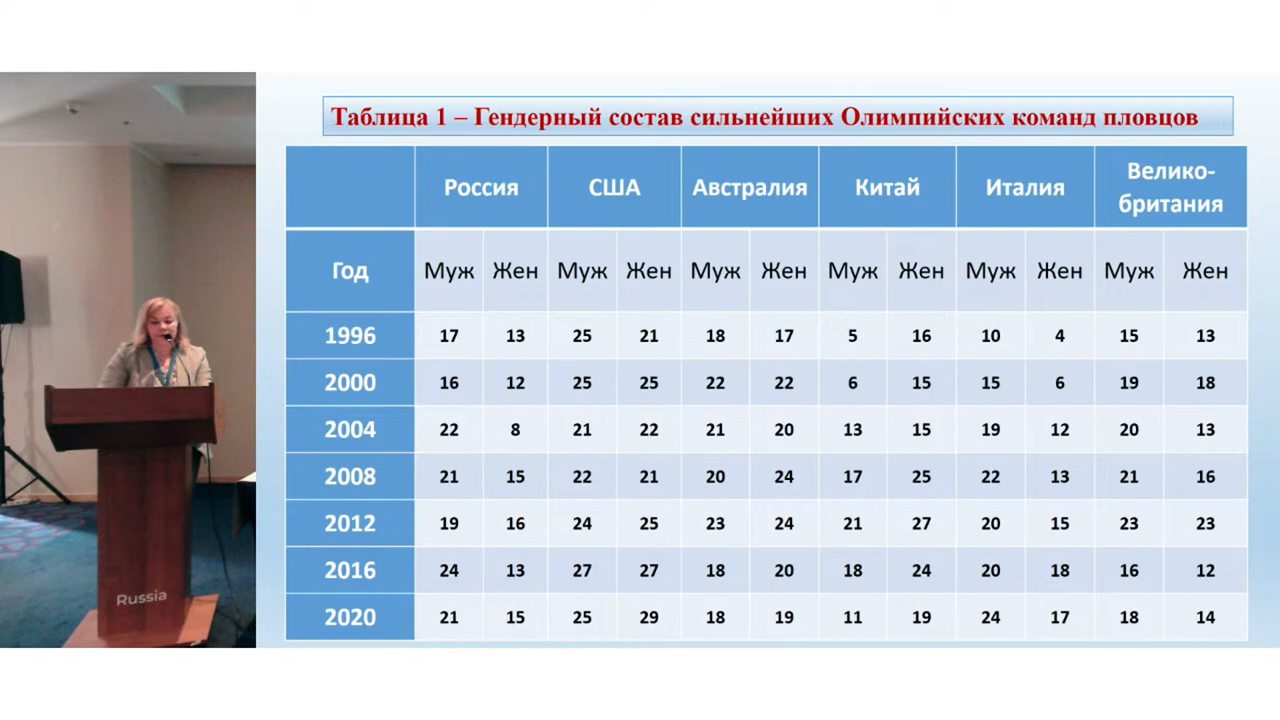 Таблица 1 – Гендерный состав сильнейших Олимпийских команд пловцов
Россия США Австралия Китай Италия Велико-
британия
Год Муж Жен Муж Жен Муж Жен Муж Жен Муж Жен Муж Жен
1996 17 13 25 21 18 17 5 16 10 4 15 13
2000 16 12 25 25 22 22 6 15 15 6 19 18
2004 22 8 21 22 21 20 13 15 19 12 20 13
2008 21 15 22 21 20 24 17 25 22 13 21 16
2012 19 16 24 25 23 24 21 27 20 15 23 23
2016 24 13 27 27 18 20 18 24 20 18 16 12
2020 21 15 25 29 18 19 11 19 24 17 18 14
Russia